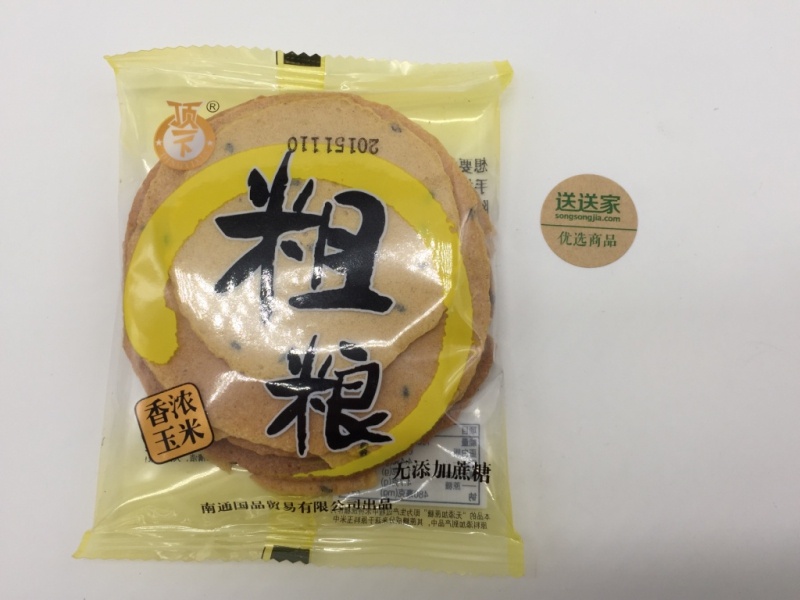 顶一下®
20151110
粗
粮
香浓
玉米
无添加蔗糖
南通国品贸易有限公司出品
送送家
songsongjia.com
优选商品